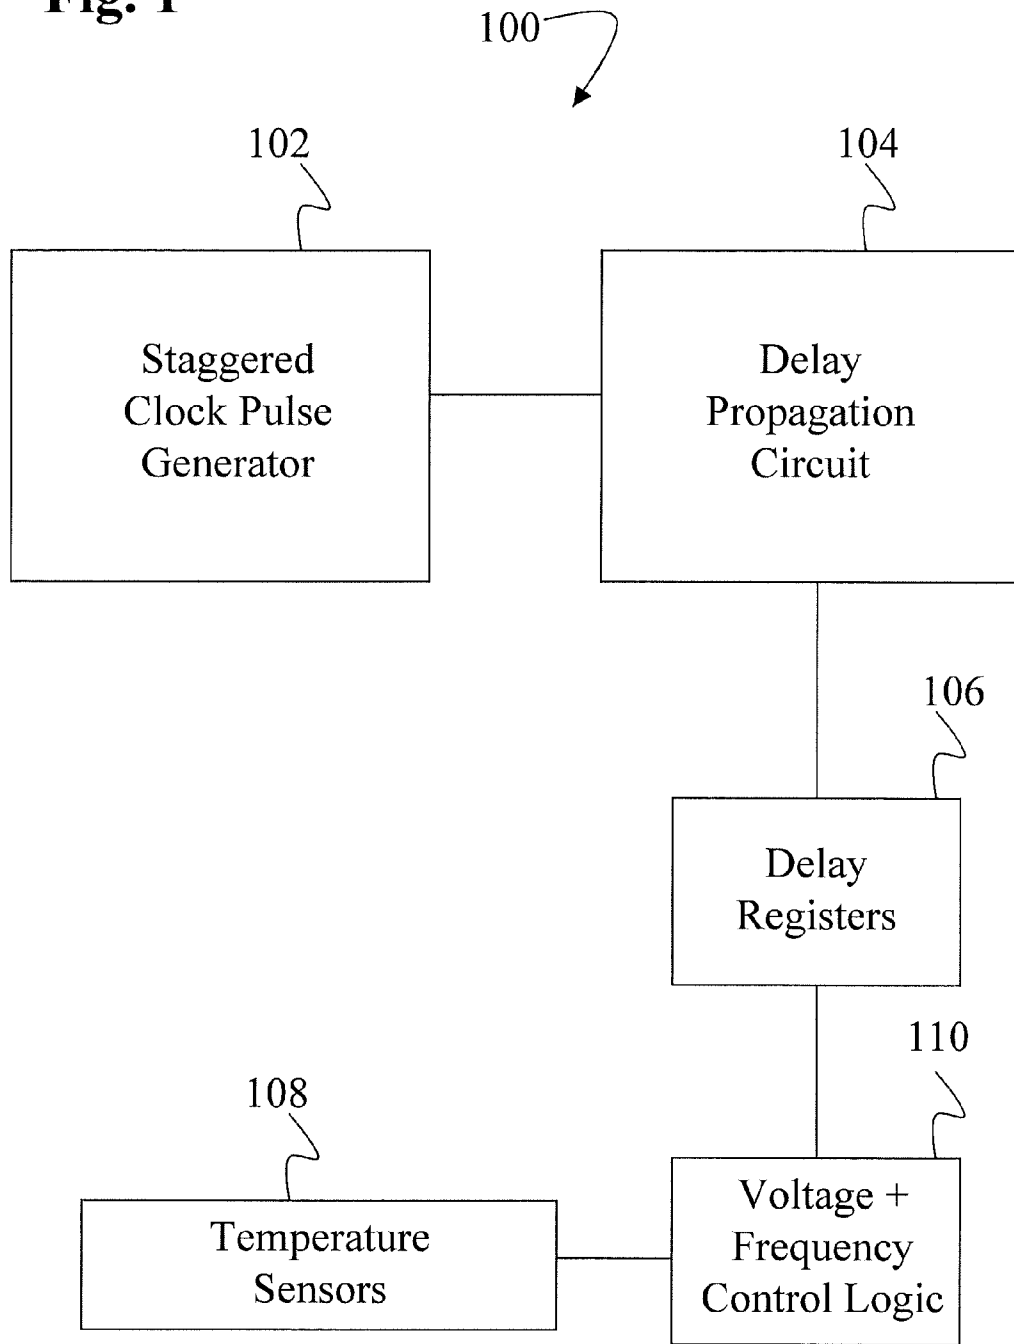 Fig. 1
100
102
104
Staggered
Clock Pulse
Generator
Delay
Propagation
Circuit
106
Delay
Registers
110
108
Voltage +
Frequency
Control Logic
Temperature
Sensors